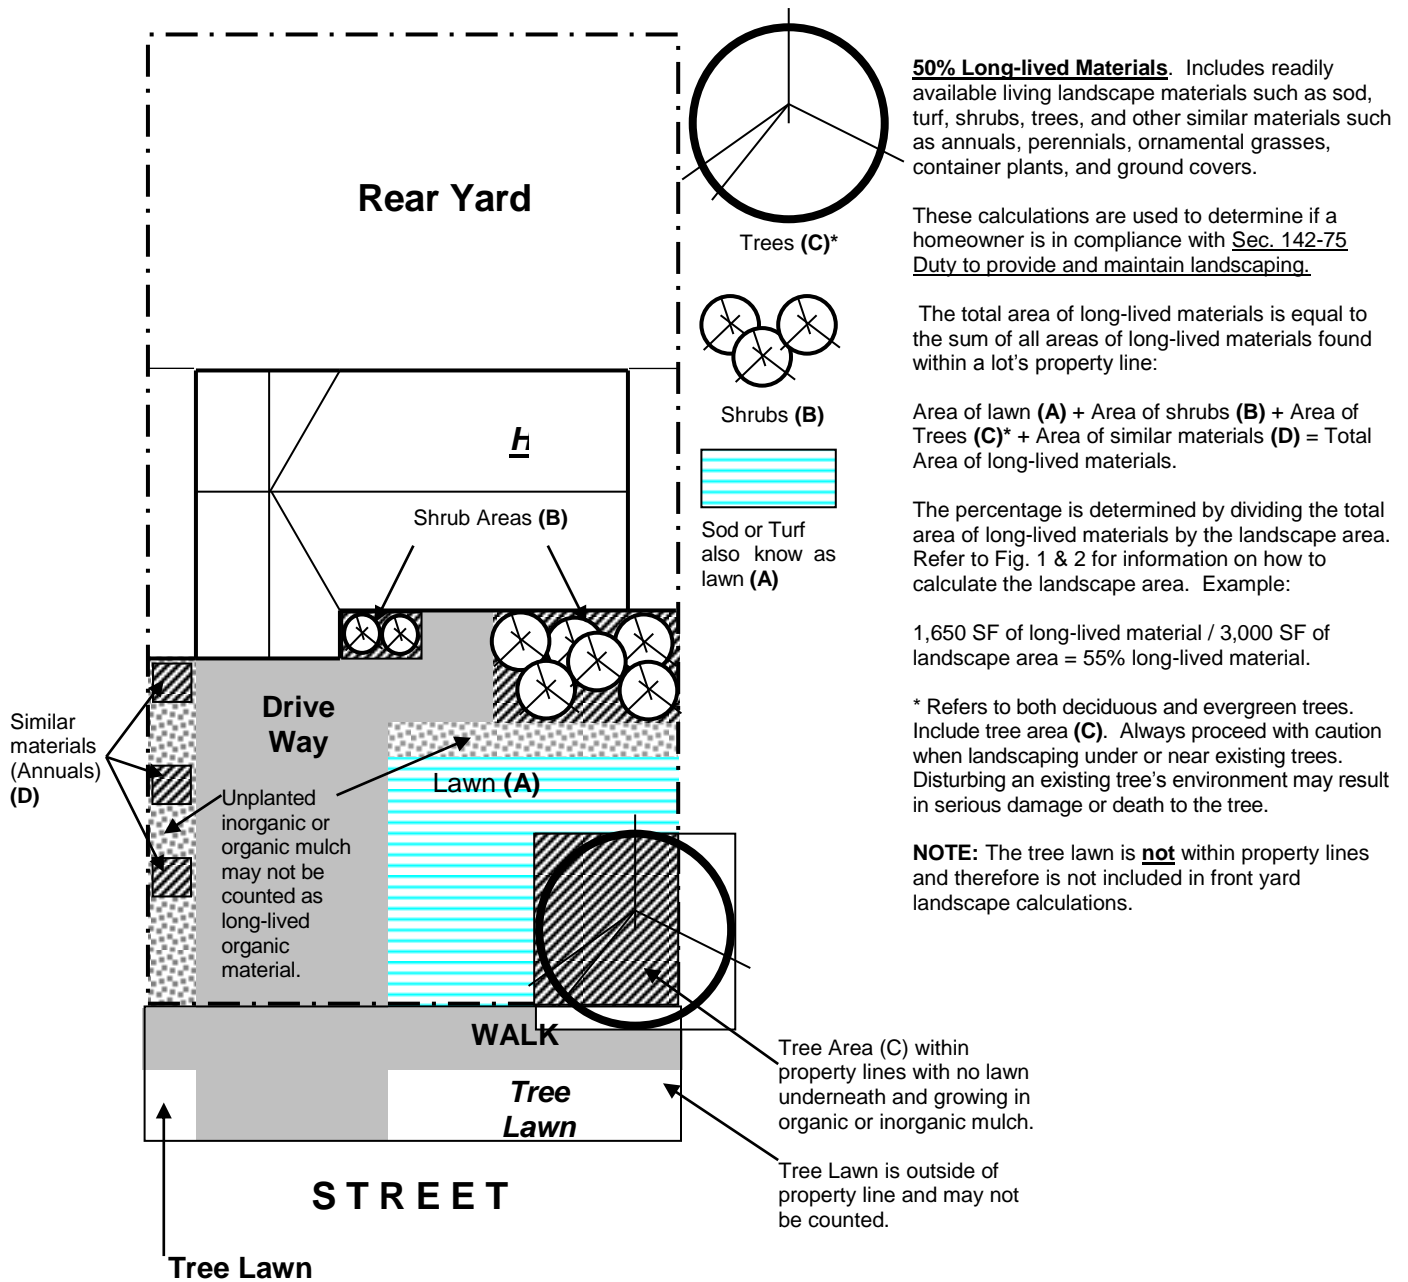 Rear Yard
Trees (C)*
Shrubs (B)
H
Shrub Areas (B)
Sod or Turf
also know as
lawn (A)
Drive
Way
Similar
materials
(Annuals)
(D)
Lawn (A)
Unplanted
inorganic or
organic mulch
may not be
counted as
long-lived
organic
material.
WALK
Tree
Lawn
STREET
Tree Lawn
50% Long-lived Materials. Includes readily
available living landscape materials such as sod,
turf, shrubs, trees, and other similar materials such
as annuals, perennials, ornamental grasses,
container plants, and ground covers.
These calculations are used to determine if a
homeowner is in compliance with Sec. 142-75
Duty to provide and maintain landscaping.
The total area of long-lived materials is equal to
the sum of all areas of long-lived materials found
within a lot's property line:
Area of lawn (A) + Area of shrubs (B) + Area of
Trees (C)* + Area of similar materials (D) = Total
Area of long-lived materials.
The percentage is determined by dividing the total
area of long-lived materials by the landscape area.
Refer to Fig. 1 & 2 for information on how to
calculate the landscape area. Example:
1,650 SF of long-lived material / 3,000 SF of
landscape area = 55% long-lived material.
* Refers to both deciduous and evergreen trees.
Include tree area (C). Always proceed with caution
when landscaping under or near existing trees.
Disturbing an existing tree's environment may result
in serious damage or death to the tree.
NOTE: The tree lawn is not within property lines
and therefore is not included in front yard
landscape calculations.
Tree Area (C) within
property lines with no lawn
underneath and growing in
organic or inorganic mulch.
Tree Lawn is outside of
property line and may not
be counted.